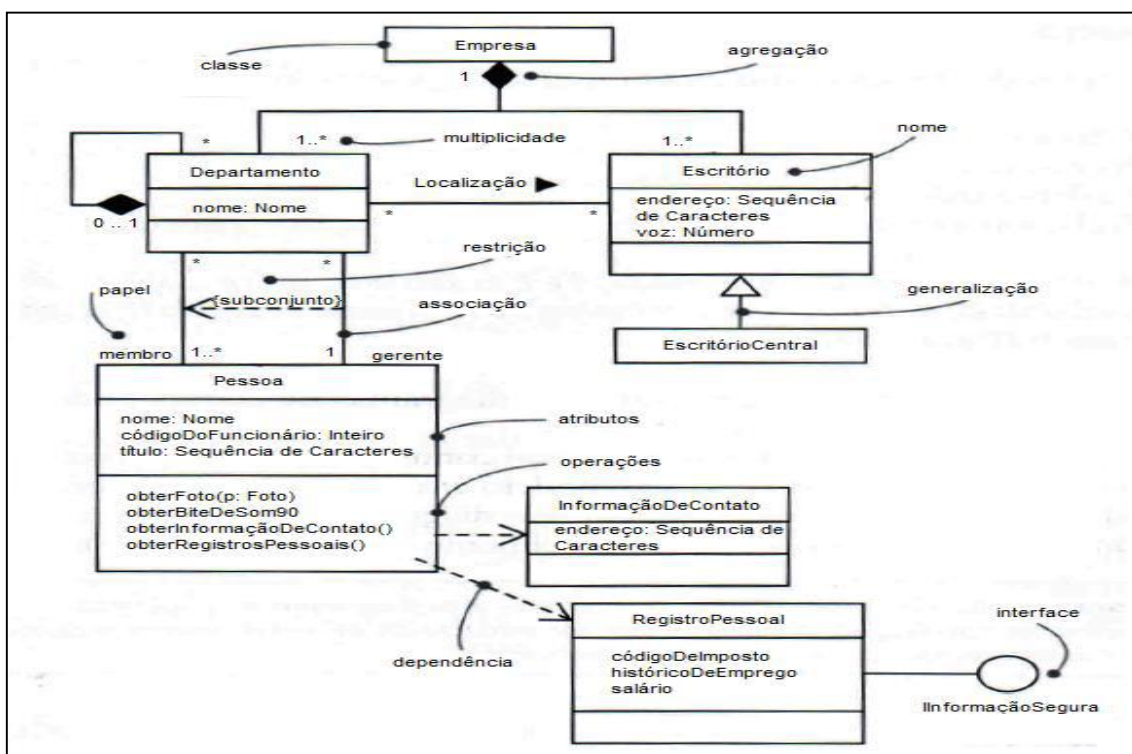 Empresa
classe
1
agregação
*
1..*
multiplicidade
1..*
nome
Departamento
nome: Nome
0 .. 1
Localização
*
*
Escritório
endereço: Sequência
de Caracteres
voz: Número
*
*
restrição
papel
{subconjunto}
associação
generalização
membro
1..*
1
gerente
EscritórioCentral
Pessoa
nome: Nome
códigoDoFuncionário: Inteiro
título: Sequência de Caracteres
atributos
operações
obterFoto(p: Foto)
obterBiteDeSom90
obterInformaçãoDeContato()
obterRegistrosPessoais()
InformaçãoDeContato
endereço: Sequência de
Caracteres
RegistroPessoal
interface
dependência
códigoDeImposto
históricoDeEmprego
salário
IInformaçãoSegura